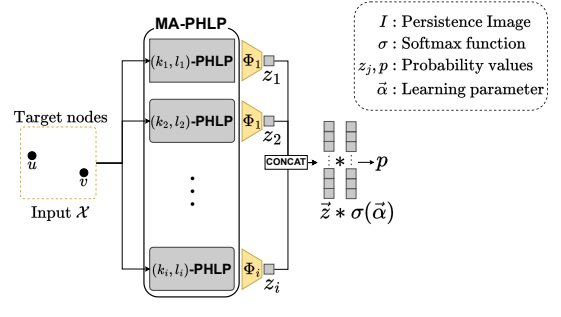 MA-PHLP
I : Persistence Image
σ : Softmax function
z_j, p : Probability values
α⃗ : Learning parameter
(k_1, l_1)-PHLP
Φ_1
z_1
Target nodes
(k_2, l_2)-PHLP
Φ_1
z_2
u
v
CONCAT
⋮ * ⋮
p
Input 𝒳
z⃗ * σ(α⃗)
(k_i, l_i)-PHLP
Φ_i
z_i